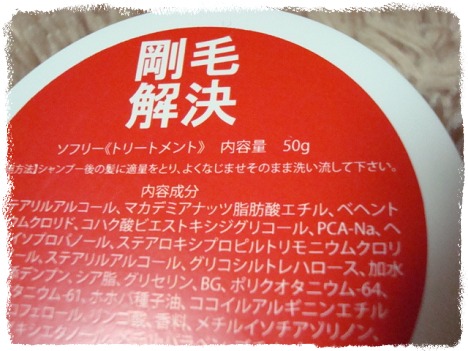 剛毛
解決
ソフリー《トリートメント》 内容量 50g
方法】シャンプー後の髪に適量をとり、よくなじませそのまま洗い流して下さい。
内容成分
テアリルアルコール、マカデミアナッツ脂肪酸エチル、ベヘント
ウムクロリド、コハク酸ビエストキシジグリコール、PCA-Na、ヘ
イソプロパノール、ステアロキシプロピルトリモニウムクロリ
ール、ステアリルアルコール、グリコシルトレハロース、加水
添デンプン、シア脂、グリセリン、BG、ポリクオタニウム-64、
タニウム-61、ホホバ種子油、ココイルアルギニンエチル
コフェロール、リンゴ酸、香料、メチルイソチアゾリノン、